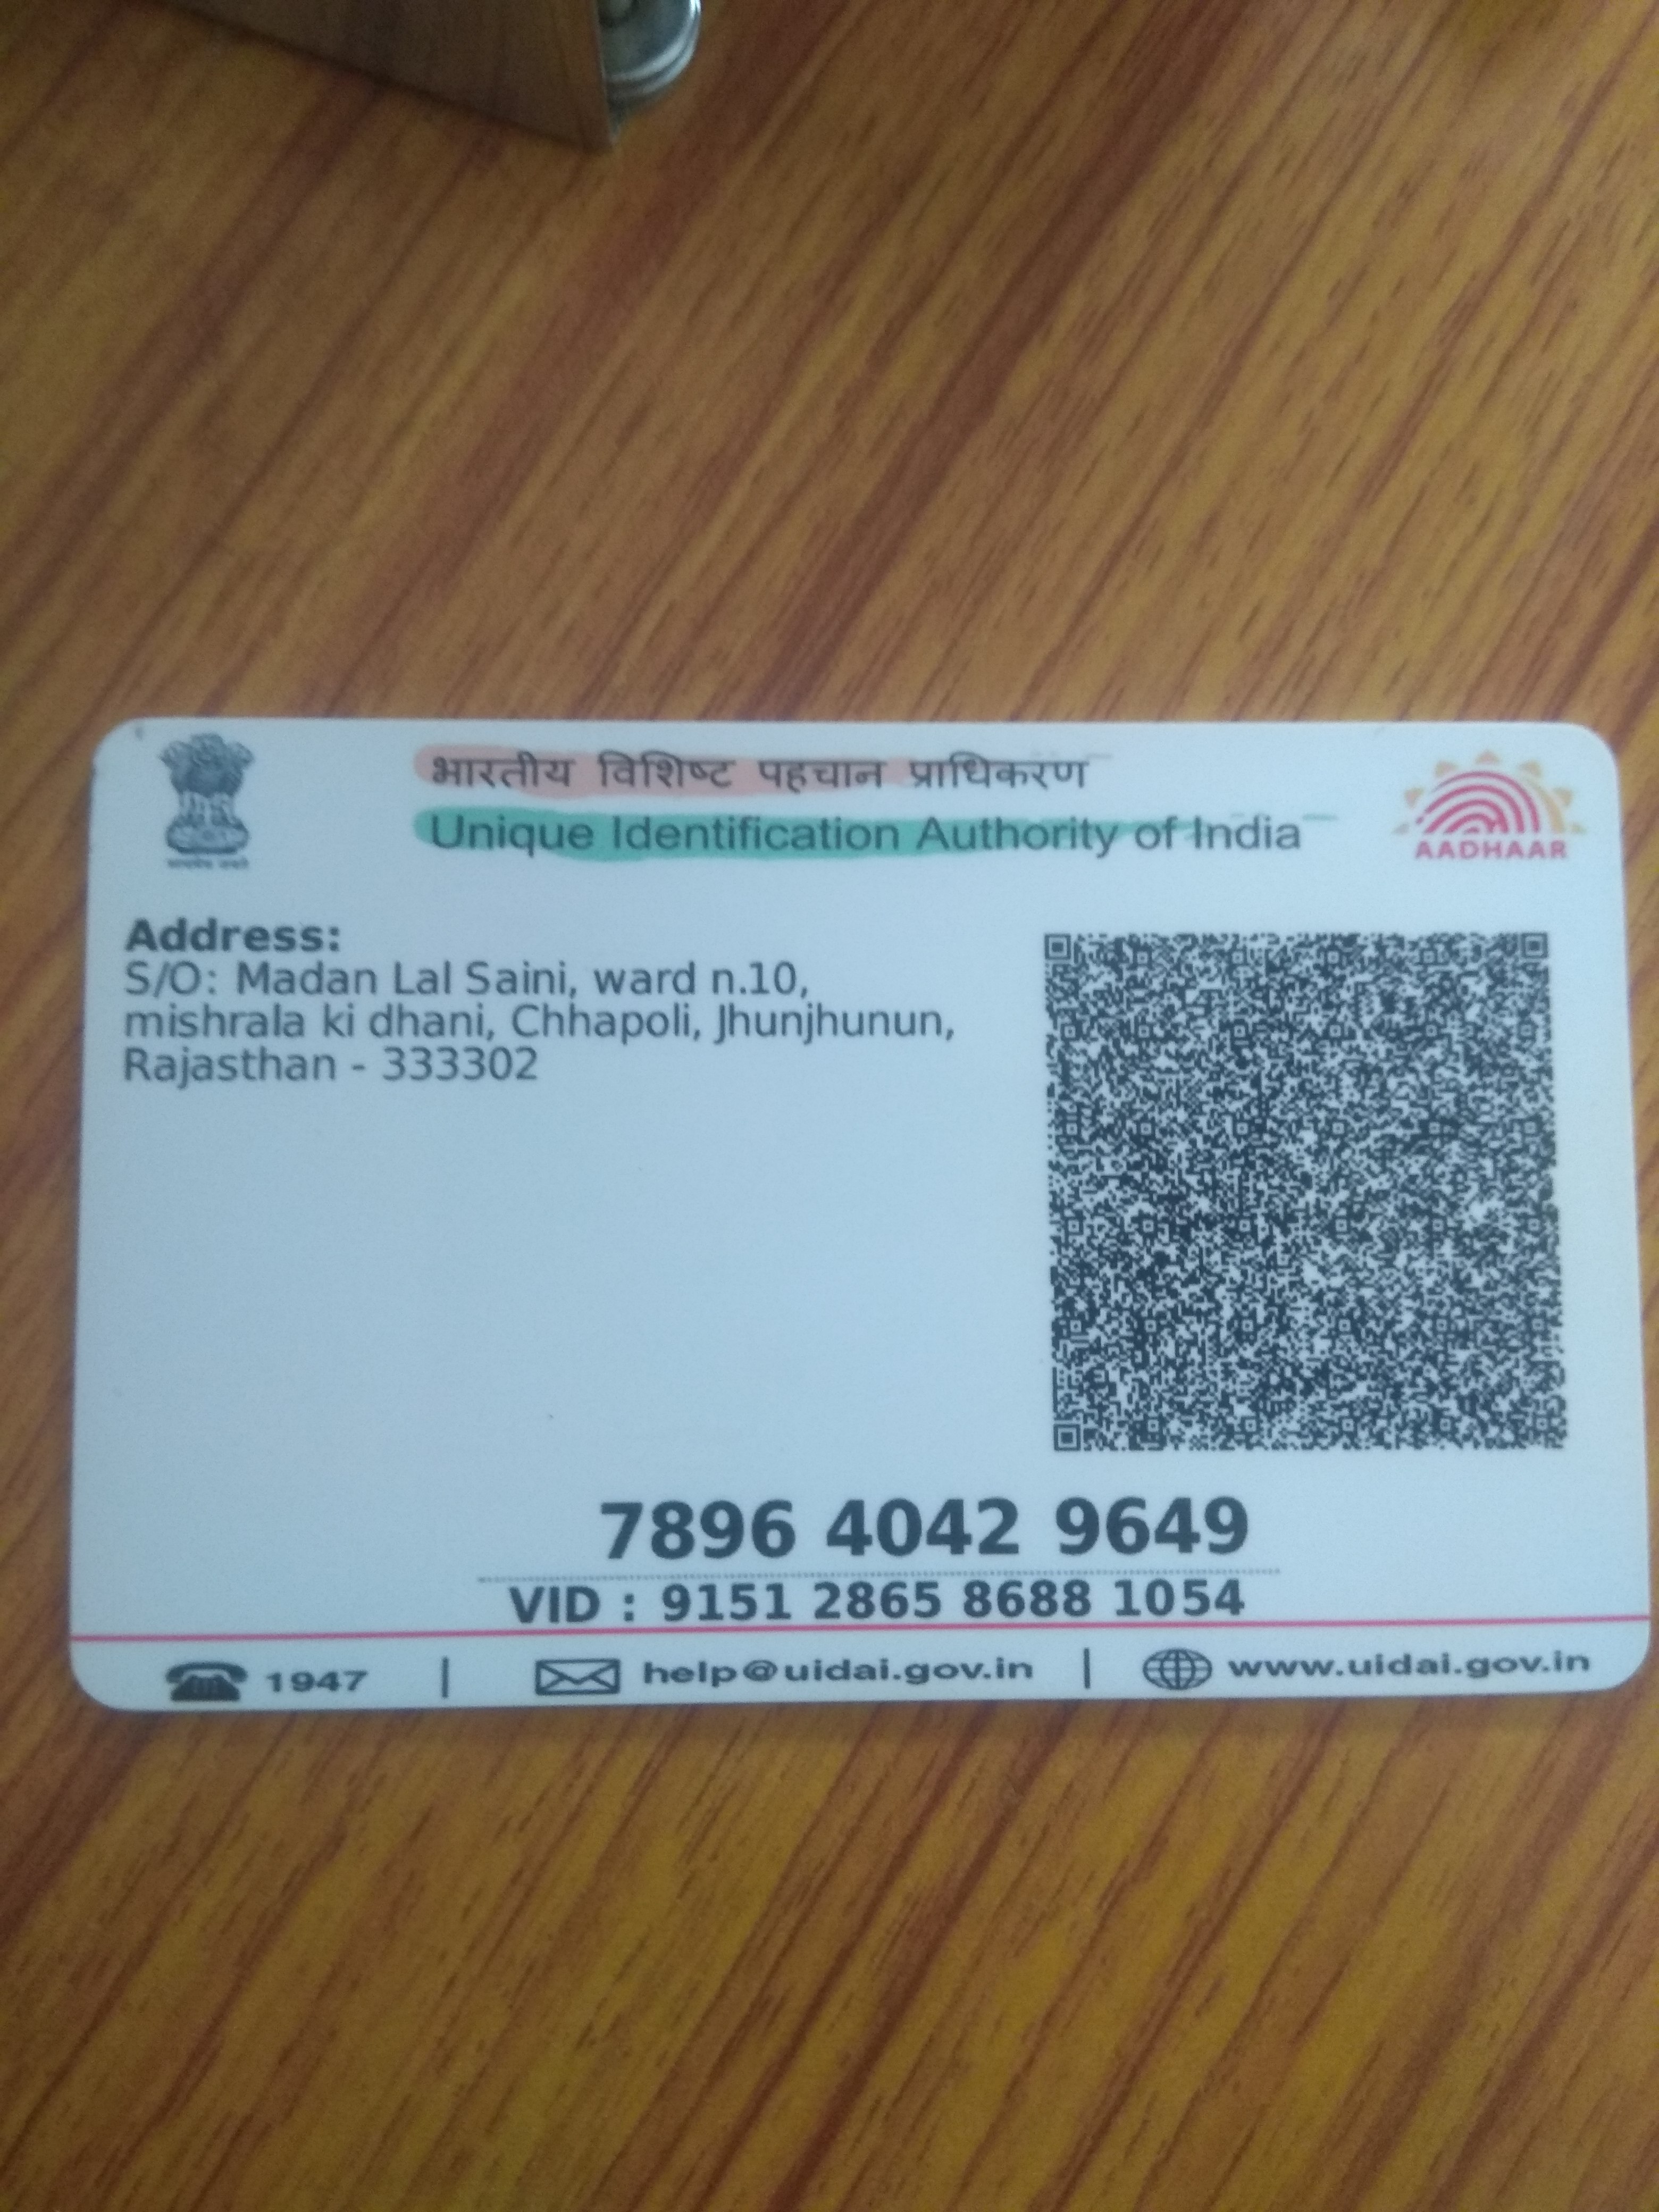 भारतीय विशिष्ट पहचान प्राधिकरण
Unique Identification Authority of India
AADHAAR
Address:
S/O: Madan Lal Saini, ward n.10,
mishrala ki dhani, Chhapoli, Jhunjhunun,
Rajasthan - 333302
7896 4042 9649
VID : 9151 2865 8688 1054
1947 | help@uidai.gov.in | www.uidai.gov.in